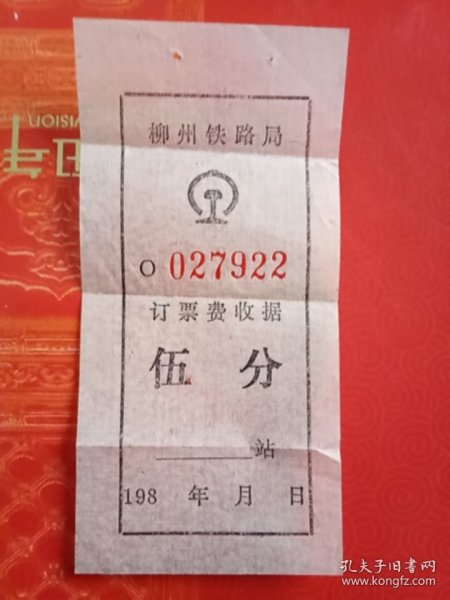 柳州铁路局
O 027922
订票费收据
伍分
站
198 年 月 日
vision
孔夫子旧书网
www.kongfz.com